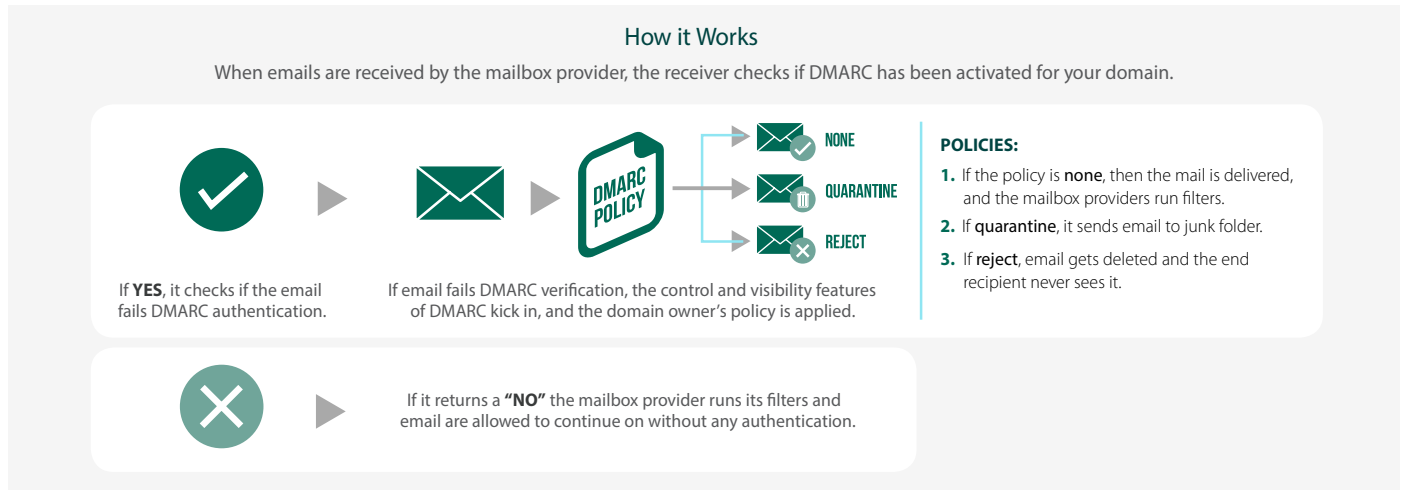 How it Works
When emails are received by the mailbox provider, the receiver checks if DMARC has been activated for your domain.
If YES, it checks if the email
fails DMARC authentication.
DMARC
POLICY
NONE
QUARANTINE
REJECT
If email fails DMARC verification, the control and visibility features
of DMARC kick in, and the domain owner's policy is applied.
POLICIES:
1. If the policy is none, then the mail is delivered,
and the mailbox providers run filters.
2. If quarantine, it sends email to junk folder.
3. If reject, email gets deleted and the end
recipient never sees it.
If it returns a “NO” the mailbox provider runs its filters and
email are allowed to continue on without any authentication.